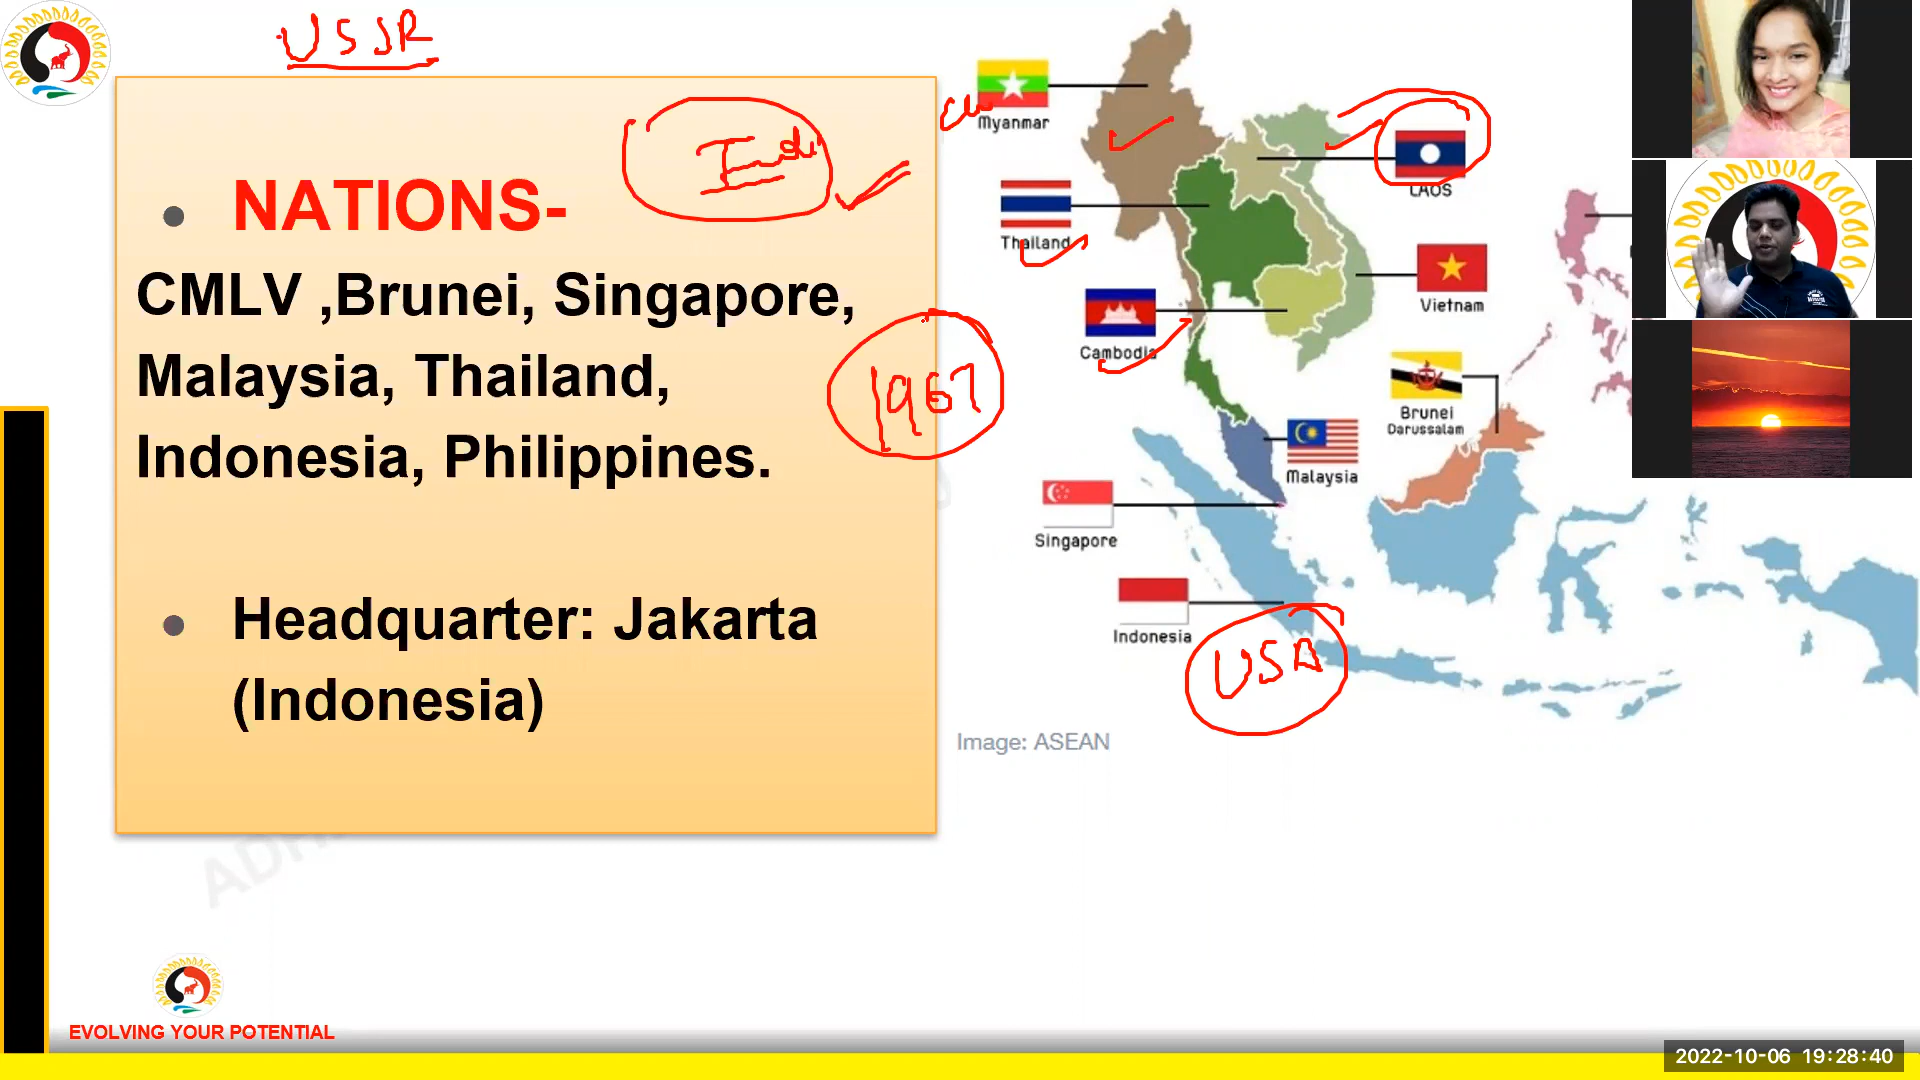 USSR
Indi
NATIONS-
CMLV ,Brunei, Singapore,
Malaysia, Thailand,
Indonesia, Philippines.
1967
Headquarter: Jakarta
(Indonesia)
Myanmar
LAOS
Thailand
Vietnam
Cambodia
Brunei
Darussalam
Malaysia
Singapore
Indonesia
USA
Image: ASEAN
EVOLVING YOUR POTENTIAL
2022-10-06 19:28:40